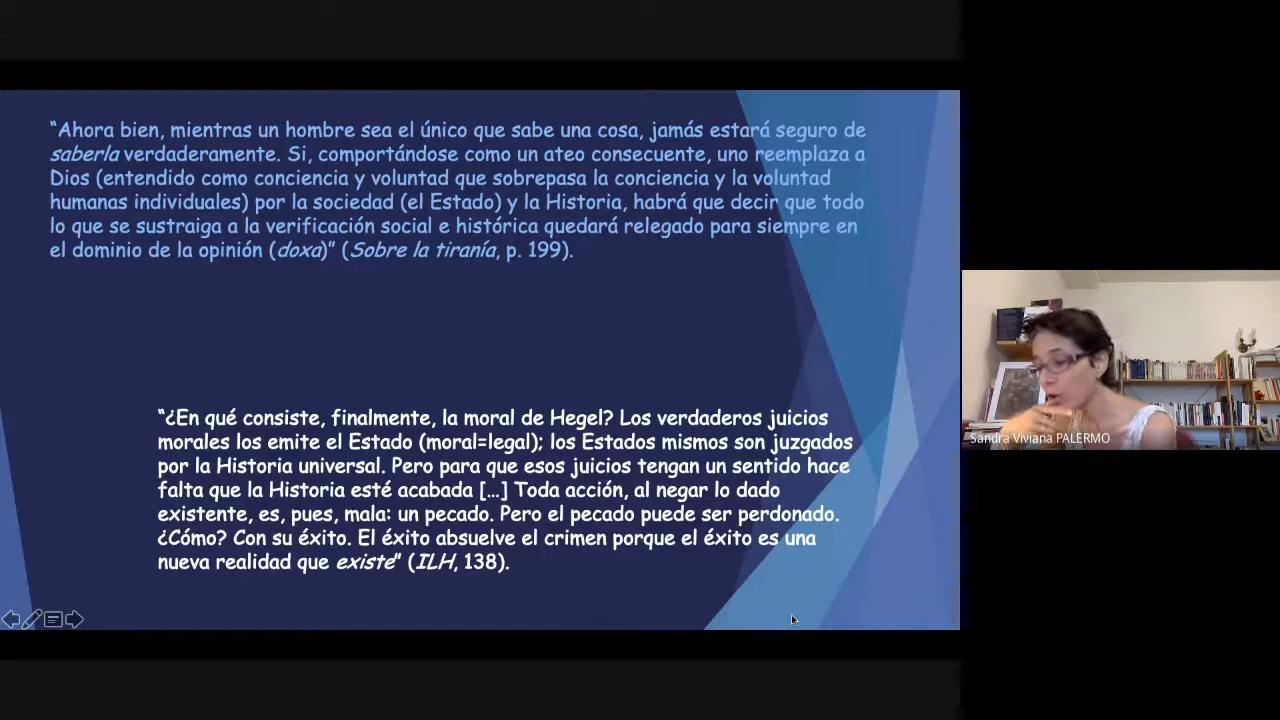 “Ahora bien, mientras un hombre sea el único que sabe una cosa, jamás estará seguro de
saberla verdaderamente. Si, comportándose como un ateo consecuente, uno reemplaza a
Dios (entendido como conciencia y voluntad que sobrepasa la conciencia y la voluntad
humanas individuales) por la sociedad (el Estado) y la Historia, habrá que decir que todo
lo que se sustraiga a la verificación social e histórica quedará relegado para siempre en
el dominio de la opinión (doxa)” (Sobre la tiranía, p. 199).
“¿En qué consiste, finalmente, la moral de Hegel? Los verdaderos juicios
morales los emite el Estado (moral=legal); los Estados mismos son juzgados
por la Historia universal. Pero para que esos juicios tengan un sentido hace
falta que la Historia esté acabada […] Toda acción, al negar lo dado
existente, es, pues, mala: un pecado. Pero el pecado puede ser perdonado.
¿Cómo? Con su éxito. El éxito absuelve el crimen porque el éxito es una
nueva realidad que existe” (ILH, 138).
Sandra Viviana PALERMO